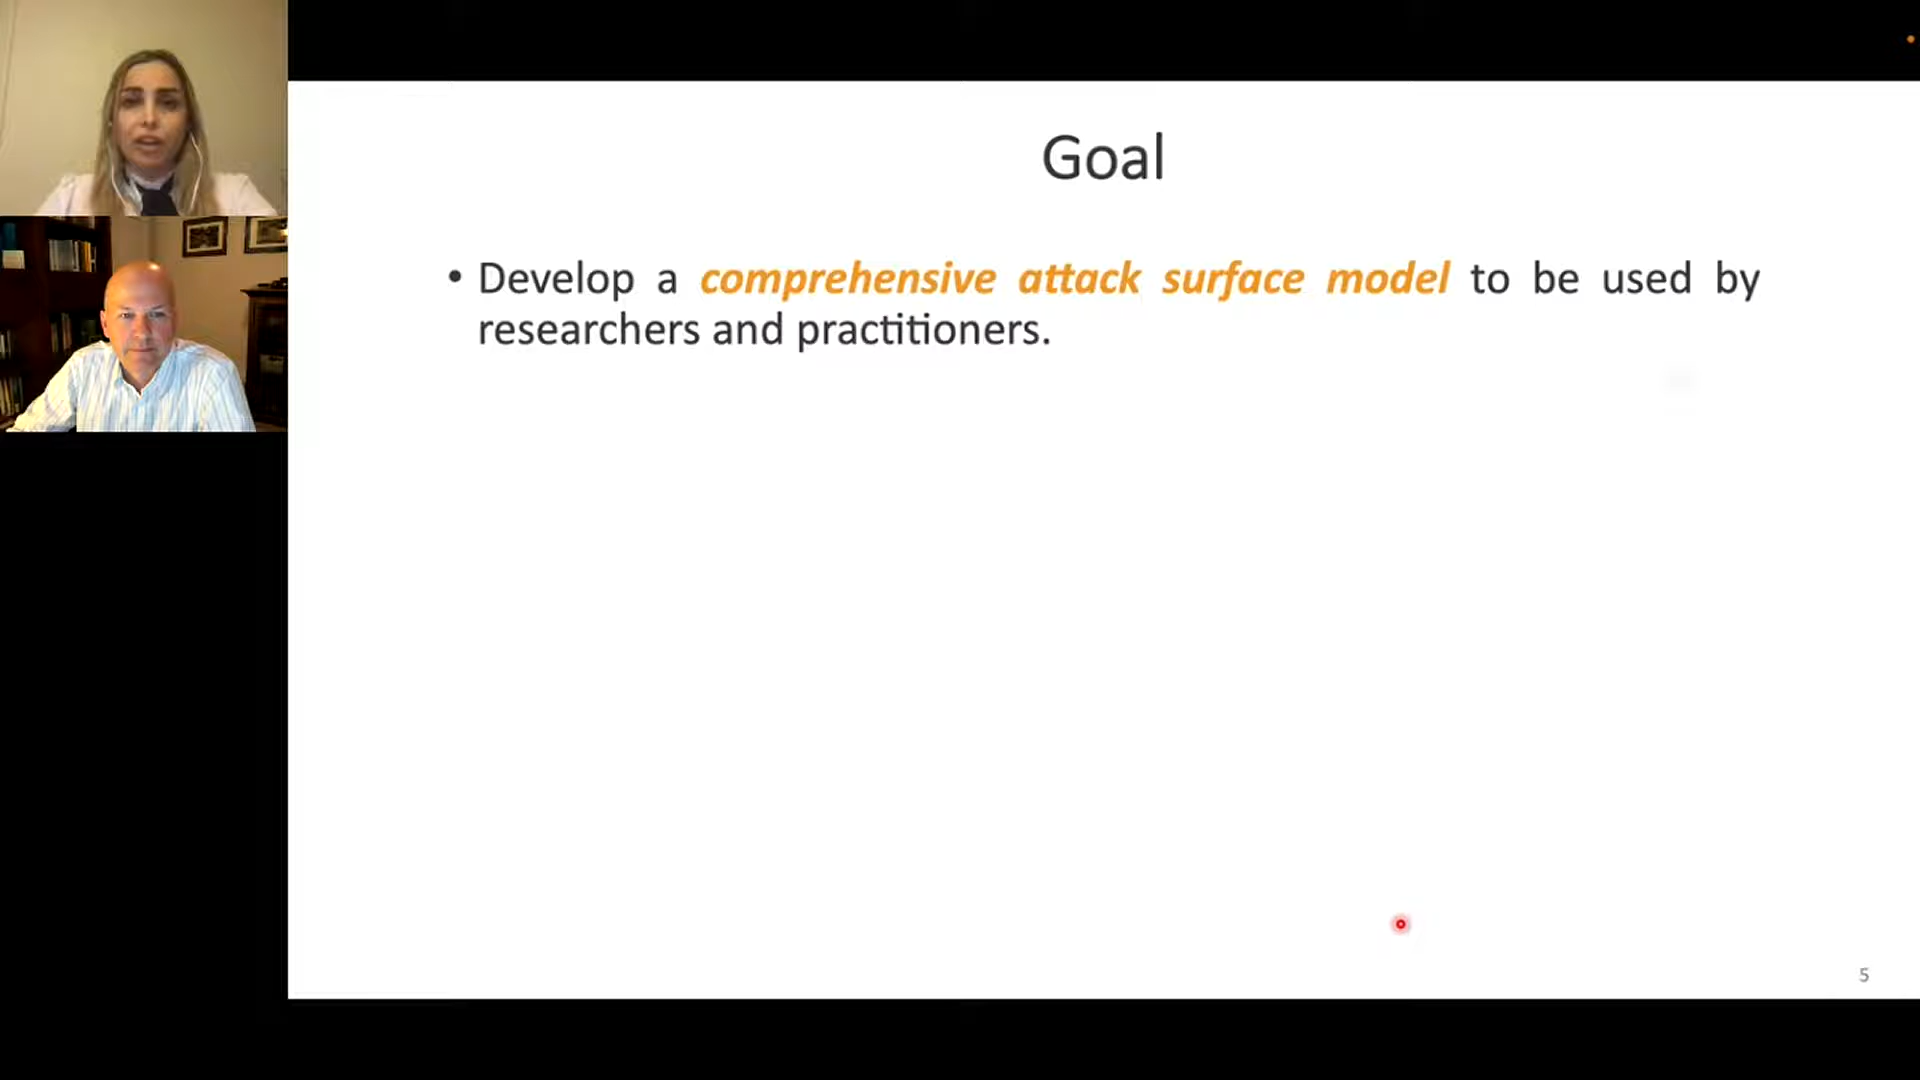 Goal
• Develop a comprehensive attack surface model to be used by
researchers and practitioners.
5